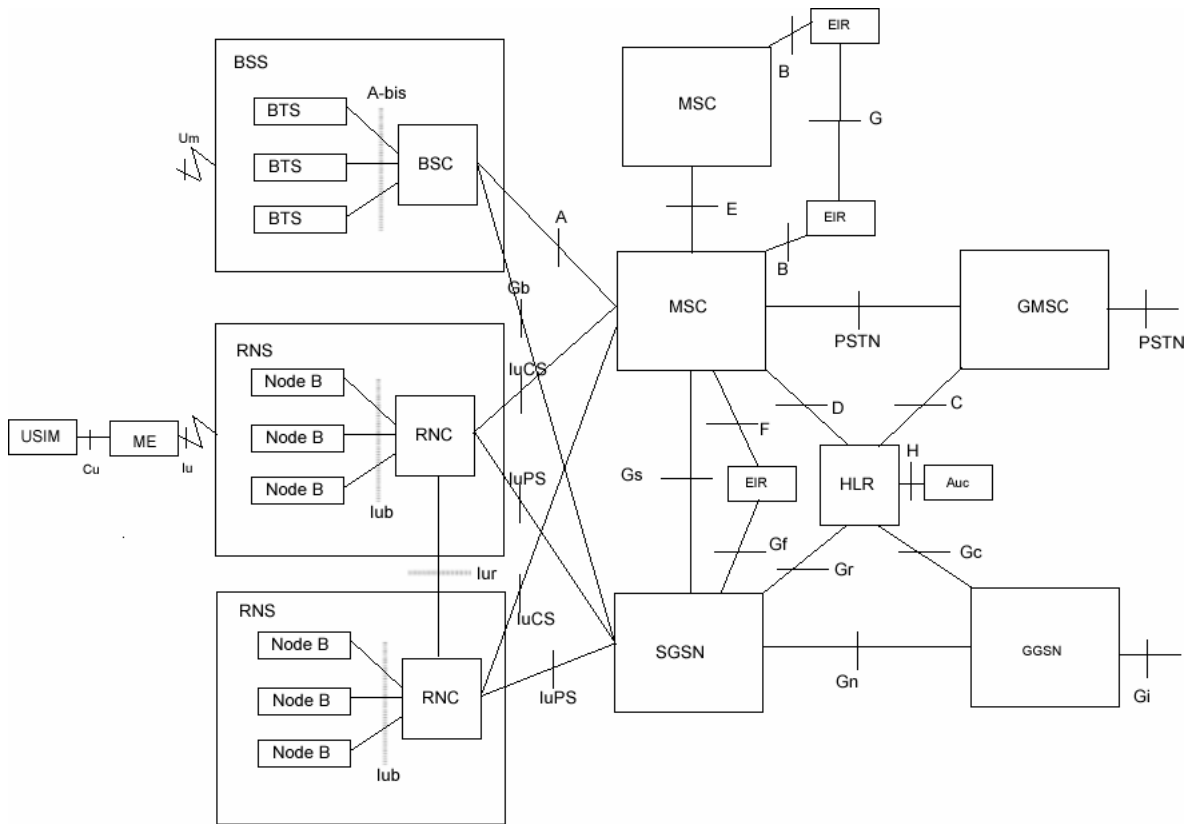 EIR
BSS
B
MSC
A-bis
BTS
G
Um
BTS
BSC
BTS
E
EIR
A
B
Gb
MSC
GMSC
PSTN
PSTN
RNS
IuCS
Node B
D
C
USIM
ME
Node B
RNC
F
H
Cu
Iu
Gs
Node B
IuPS
EIR
HLR
Auc
Iub
Gf
Gc
Iur
Gr
RNS
IuCS
Node B
SGSN
GGSN
Node B
RNC
Gn
IuPS
Gi
Node B
Iub